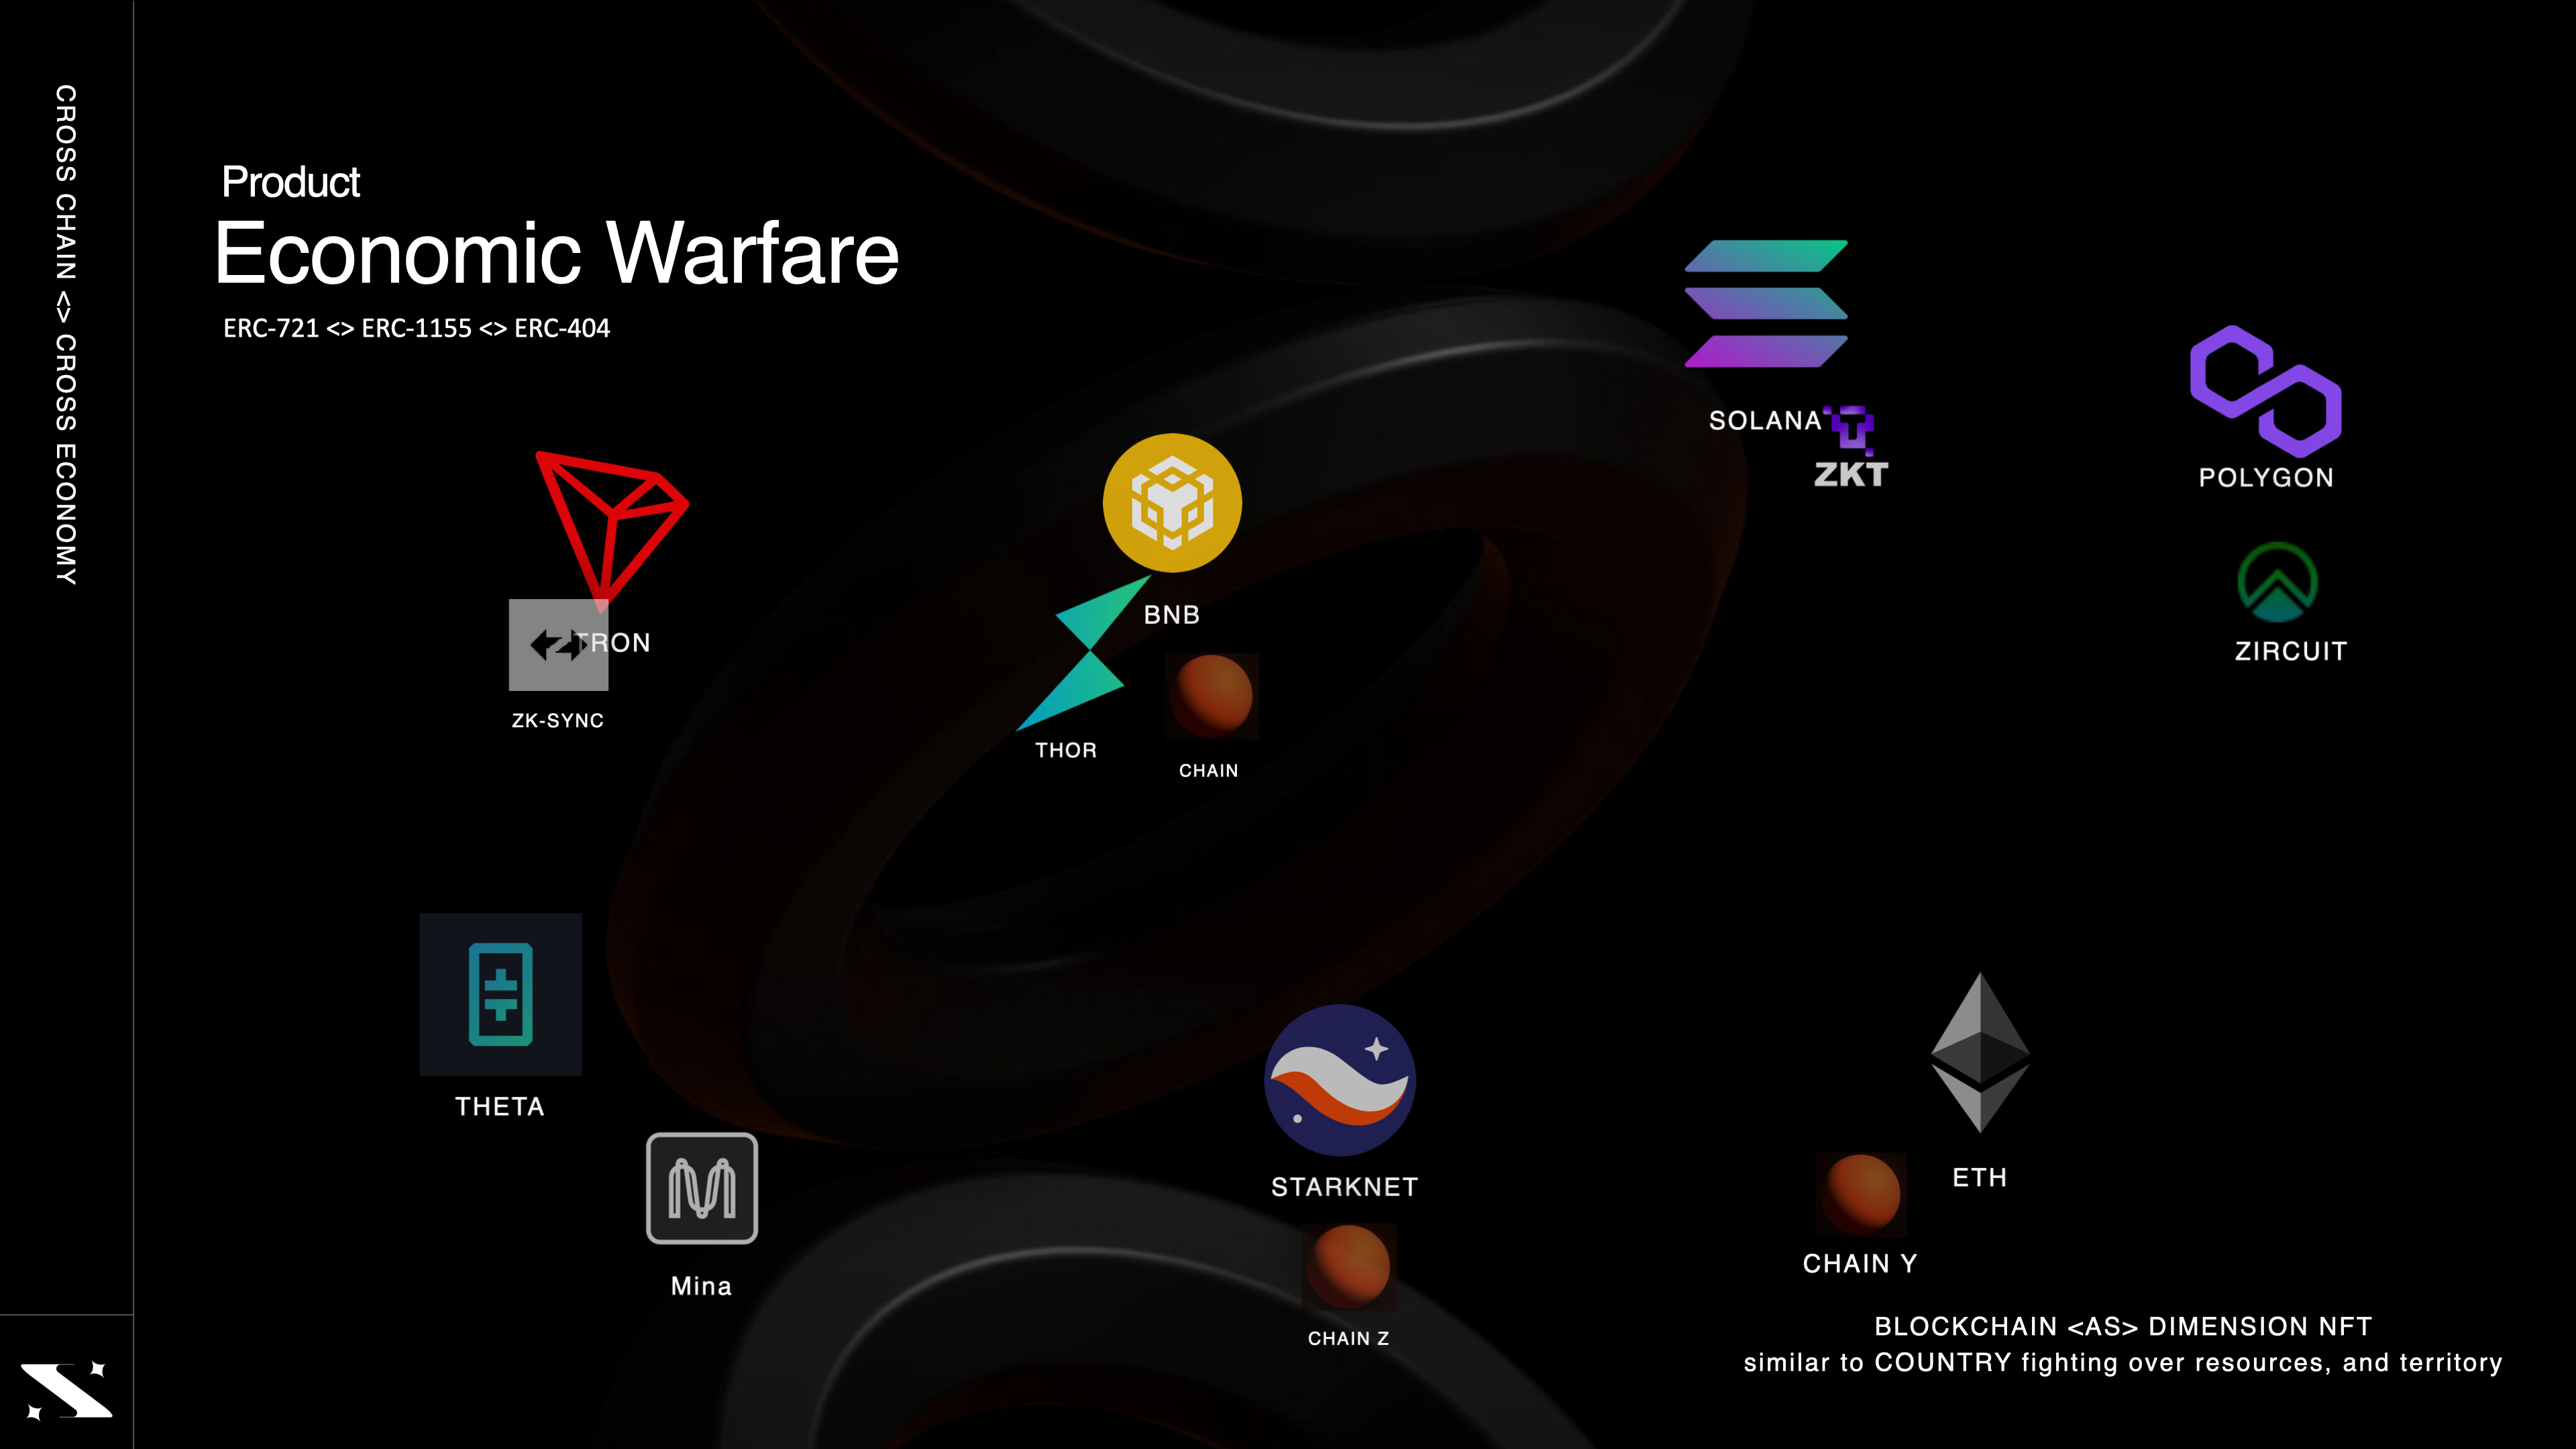 CROSS CHAIN <> CROSS ECONOMY
Product
Economic Warfare
ERC-721 <> ERC-1155 <> ERC-404
SOLANA
ZKT
POLYGON
BNB
TRON
ZIRCUIT
ZK-SYNC
THOR
CHAIN
THETA
STARKNET
ETH
Mina
CHAIN Y
CHAIN Z
BLOCKCHAIN <AS> DIMENSION NFT
similar to COUNTRY fighting over resources, and territory